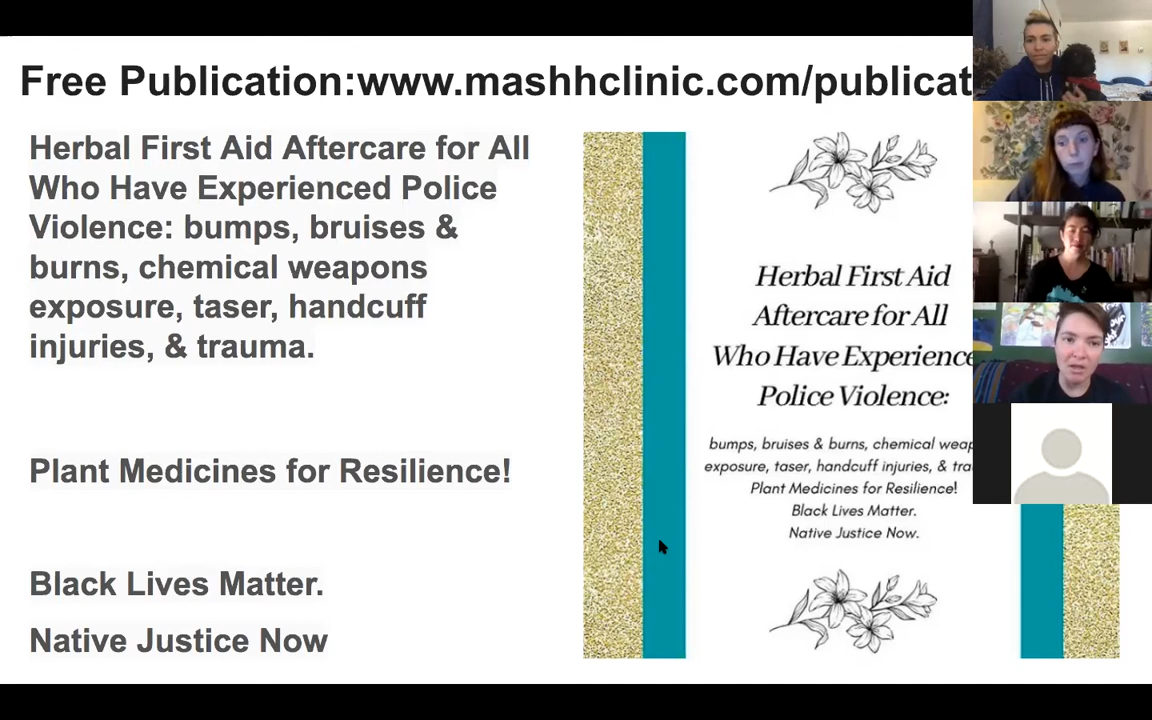 Free Publication:www.mashhclinic.com/publicat
Herbal First Aid Aftercare for All
Who Have Experienced Police
Violence: bumps, bruises &
burns, chemical weapons
exposure, taser, handcuff
injuries, & trauma.
Plant Medicines for Resilience!
Black Lives Matter.
Native Justice Now
Herbal First Aid
Aftercare for All
Who Have Experience
Police Violence:
bumps, bruises & burns, chemical weap
exposure, taser, handcuff injuries, & tra
Plant Medicines for Resilience!
Black Lives Matter.
Native Justice Now.